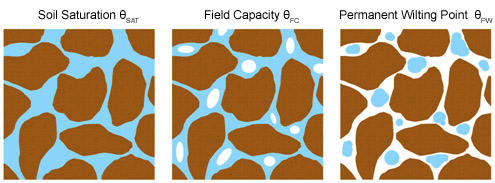 Soil Saturation θSAT
Field Capacity θFC
Permanent Wilting Point θPW